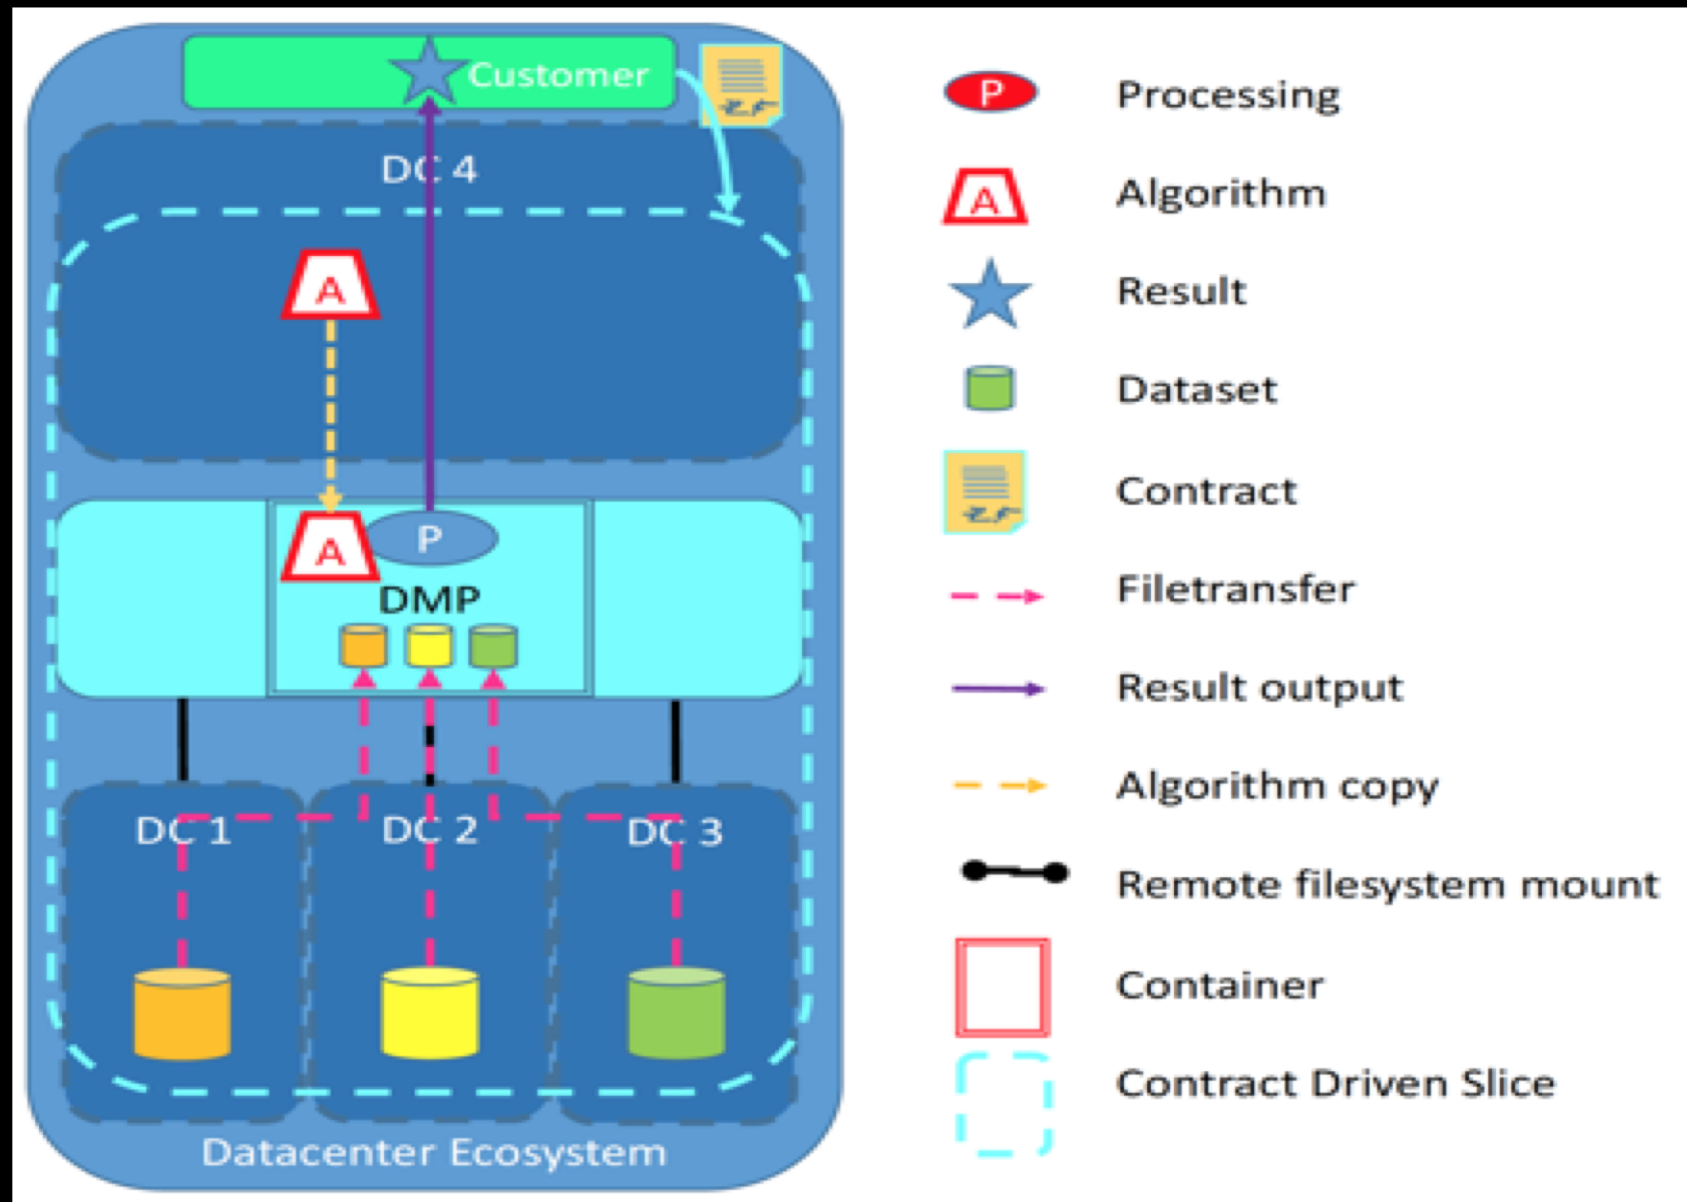 Customer
DC 4
A
A
P
DMP
DC 1
DC 2
DC 3
Datacenter Ecosystem
P
Processing
A
Algorithm
Result
Dataset
Contract
Filetransfer
Result output
Algorithm copy
Remote filesystem mount
Container
Contract Driven Slice